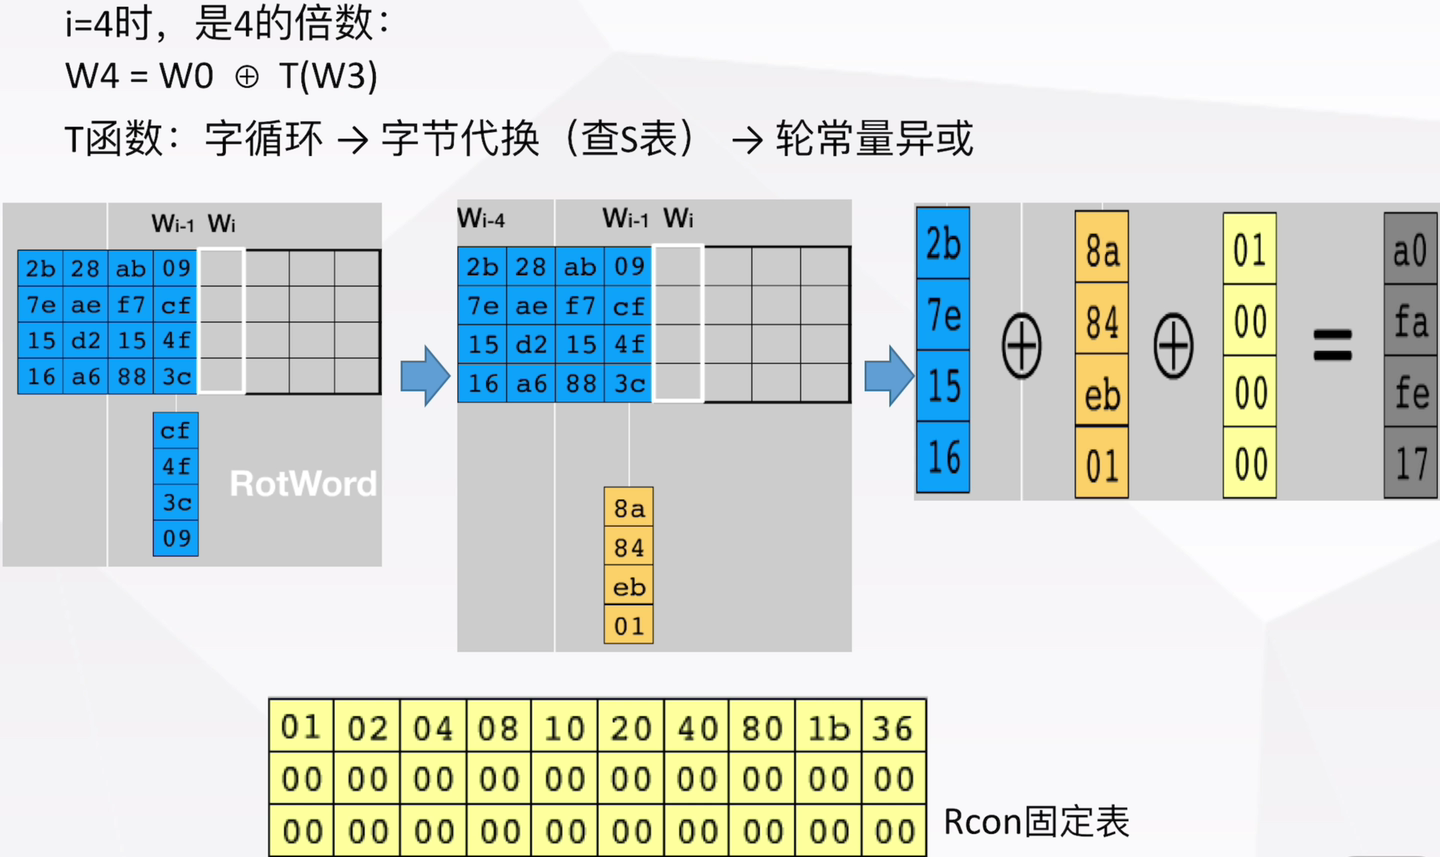 i=4时，是4的倍数：
W4 = W0 ⊕ T(W3)
T函数：字循环 → 字节代换（查S表） → 轮常量异或
Wi-1 Wi
2b 28 ab 09
7e ae f7 cf
15 d2 15 4f
16 a6 88 3c
cf
4f
3c
09
RotWord
Wi-4 Wi-1 Wi
2b 28 ab 09
7e ae f7 cf
15 d2 15 4f
16 a6 88 3c
8a
84
eb
01
2b 8a 01 a0
7e 84 00 fa
⊕ ⊕ =
15 eb 00 fe
16 01 00 17
01 02 04 08 10 20 40 80 1b 36
00 00 00 00 00 00 00 00 00 00
00 00 00 00 00 00 00 00 00 00
Rcon固定表